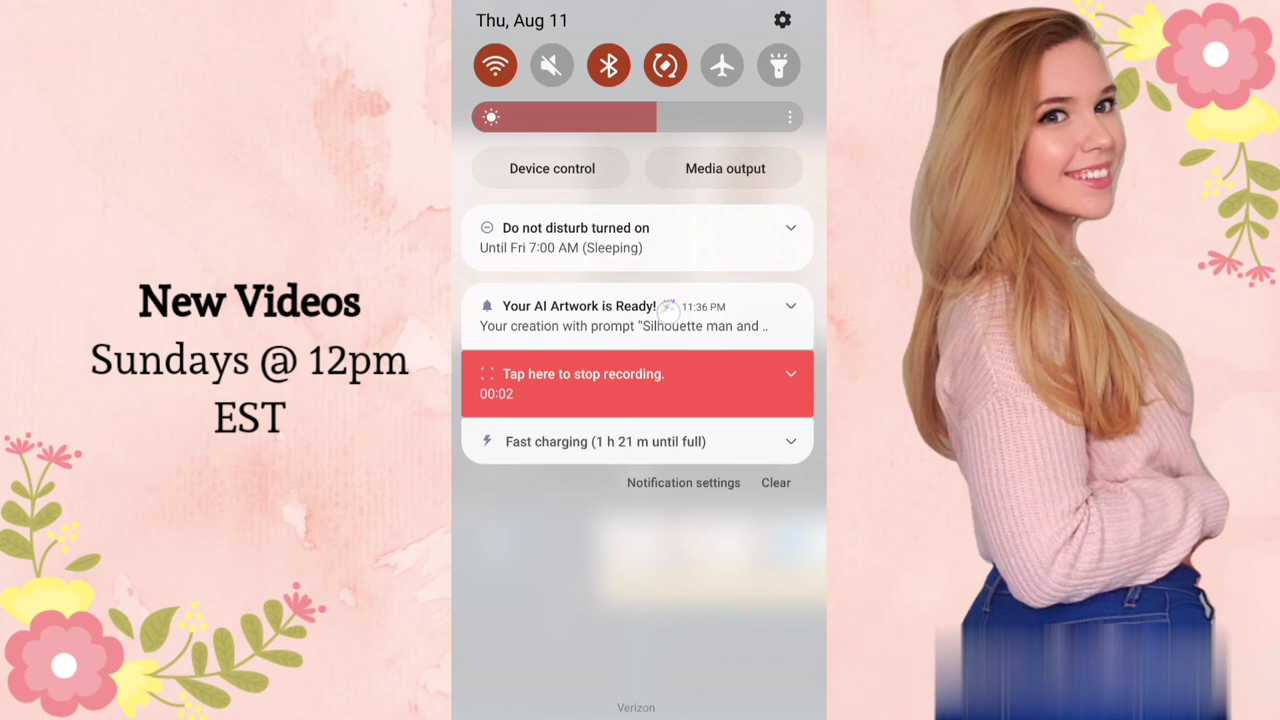 New Videos
Sundays @ 12pm
EST
Thu, Aug 11
Device control
Media output
Do not disturb turned on
Until Fri 7:00 AM (Sleeping)
Your AI Artwork is Ready! 11:36 PM
Your creation with prompt "Silhouette man and ..
Tap here to stop recording.
00:02
Fast charging (1 h 21 m until full)
Notification settings
Clear
Verizon